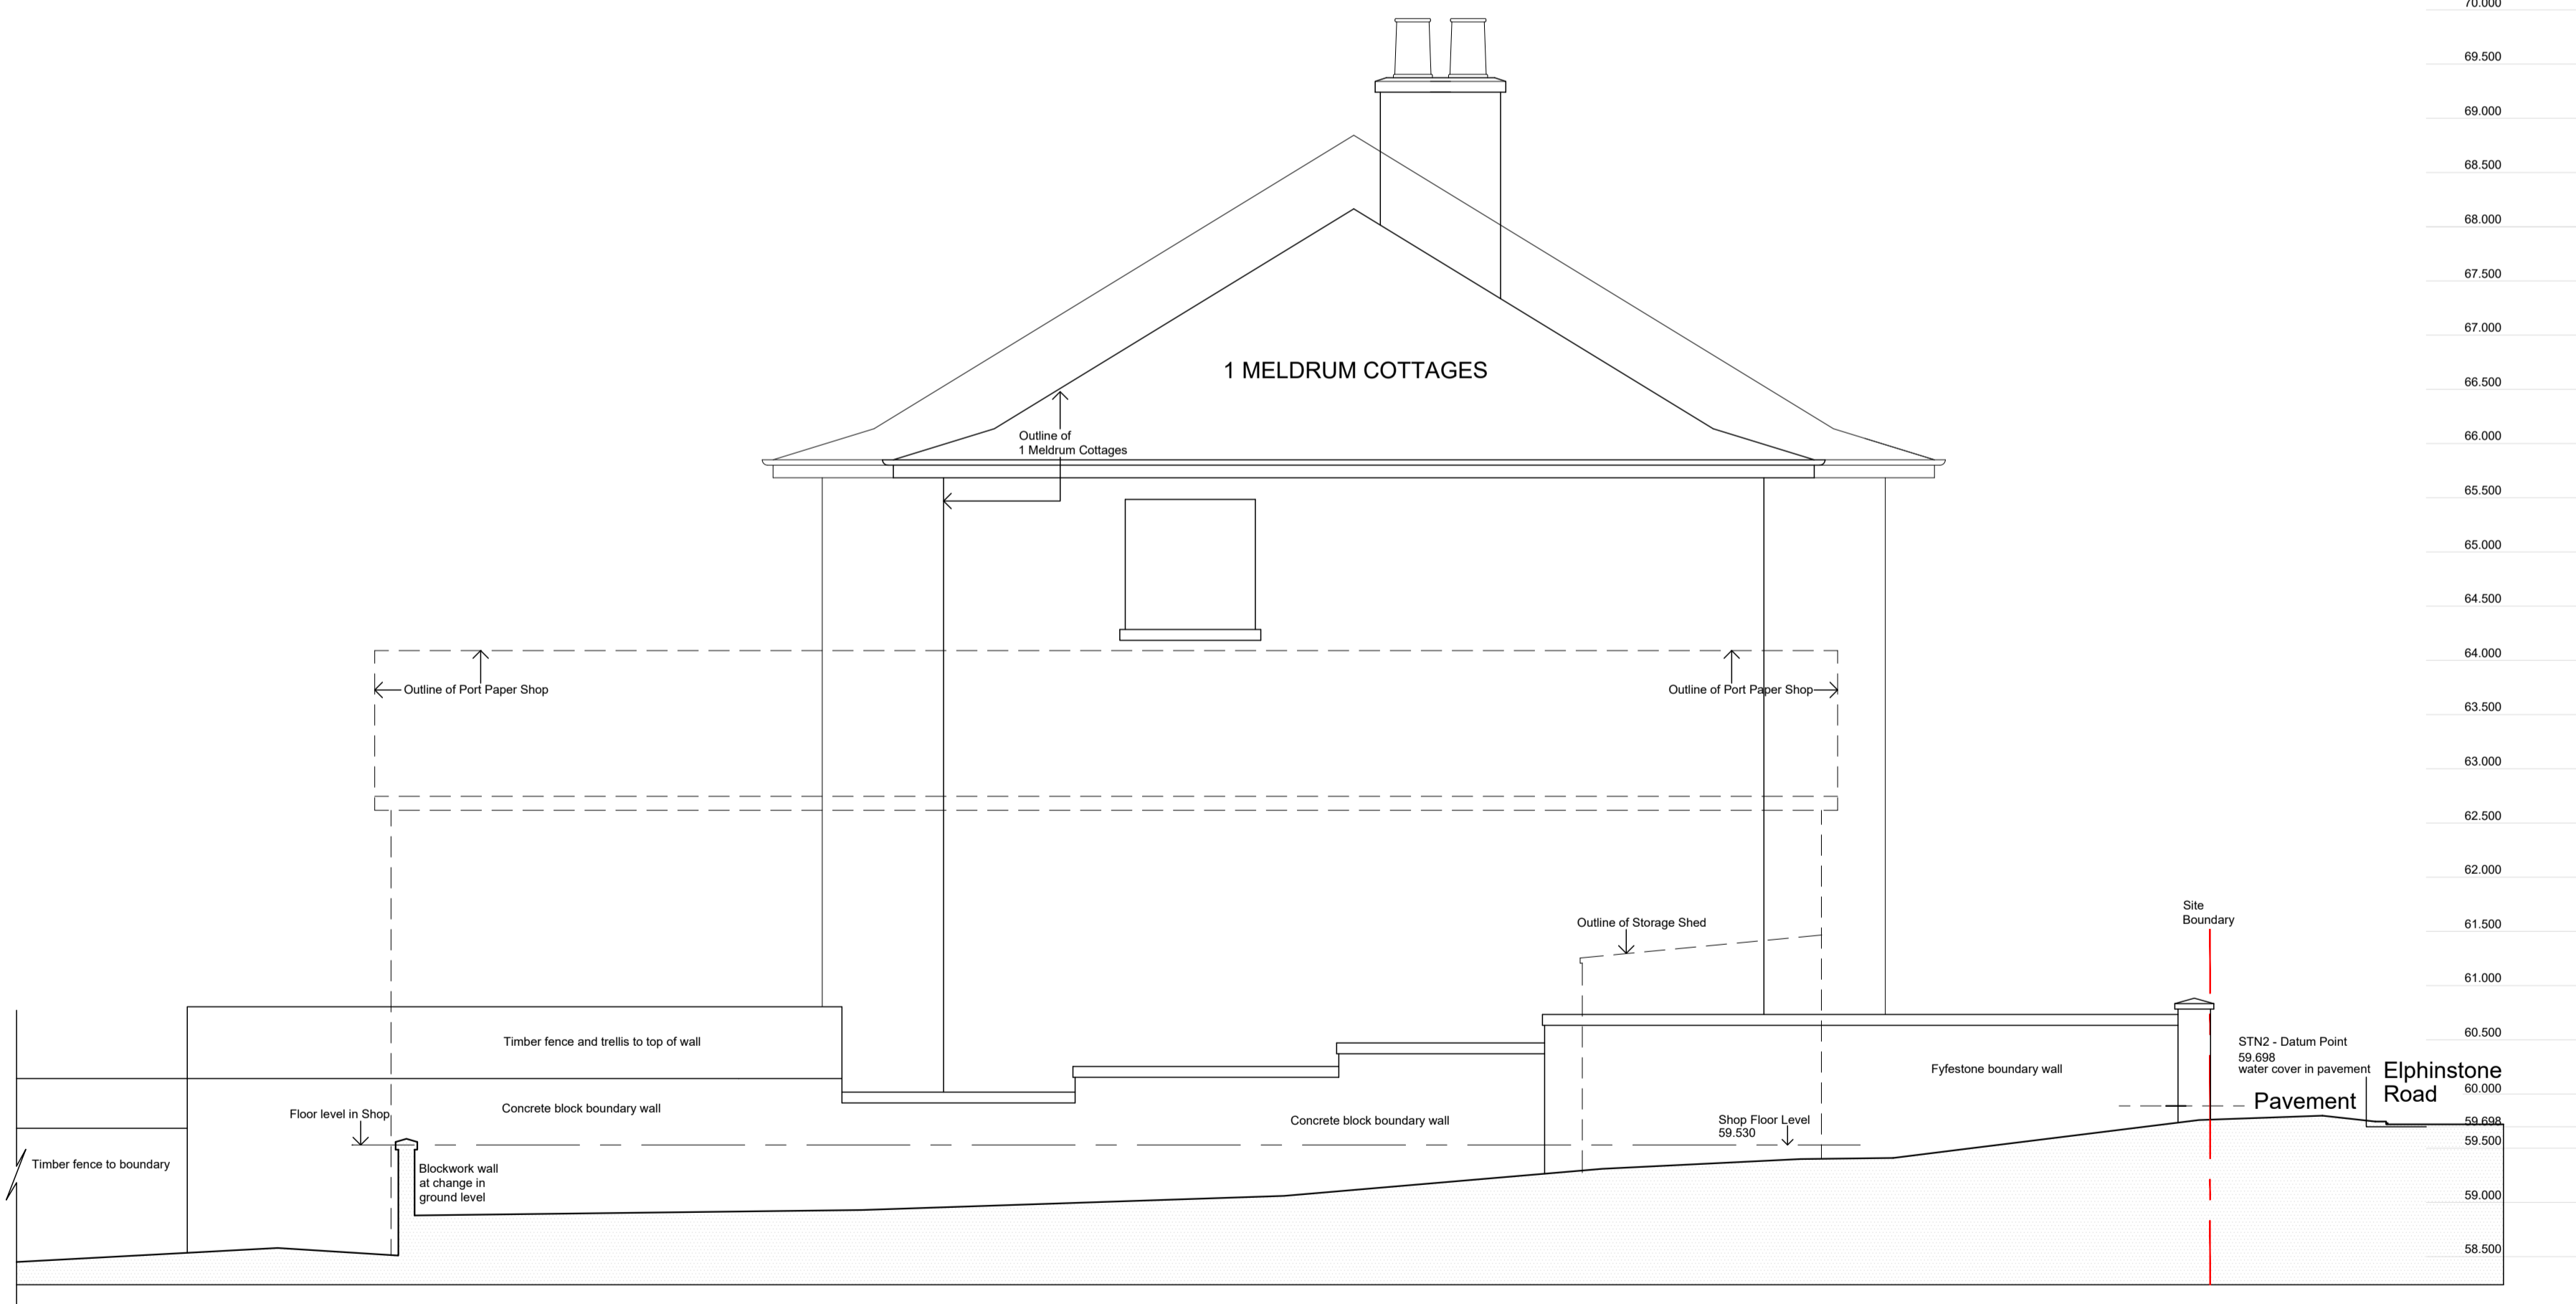 70.000
69.500
69.000
68.500
68.000
67.500
67.000
1 MELDRUM COTTAGES
66.500
Outline of
1 Meldrum Cottages
66.000
65.500
65.000
64.500
64.000
Outline of Port Paper Shop
Outline of Port Paper Shop
63.500
63.000
62.500
62.000
Site
Boundary
Outline of Storage Shed
61.500
61.000
60.500
Timber fence and trellis to top of wall
STN2 - Datum Point
59.698
water cover in pavement
Fyfestone boundary wall
Elphinstone
Road
60.000
Pavement
Concrete block boundary wall
Floor level in Shop
Concrete block boundary wall
Shop Floor Level
59.530
59.698
59.500
Timber fence to boundary
Blockwork wall
at change in
ground level
59.000
58.500